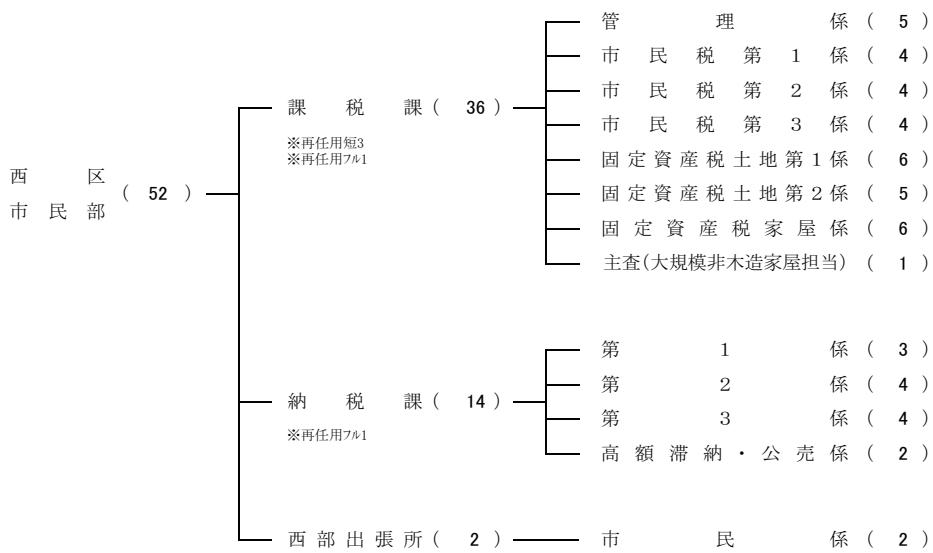 西区市民部 ( 52 )
課税課 ( 36 )
※再任用短3
※再任用フル1
管理係 ( 5 )
市民税第1係 ( 4 )
市民税第2係 ( 4 )
市民税第3係 ( 4 )
固定資産税土地第1係 ( 6 )
固定資産税土地第2係 ( 5 )
固定資産税家屋係 ( 6 )
主査(大規模非木造家屋担当) ( 1 )
納税課 ( 14 )
※再任用フル1
第1係 ( 3 )
第2係 ( 4 )
第3係 ( 4 )
高額滞納・公売係 ( 2 )
西部出張所 ( 2 )
市民係 ( 2 )